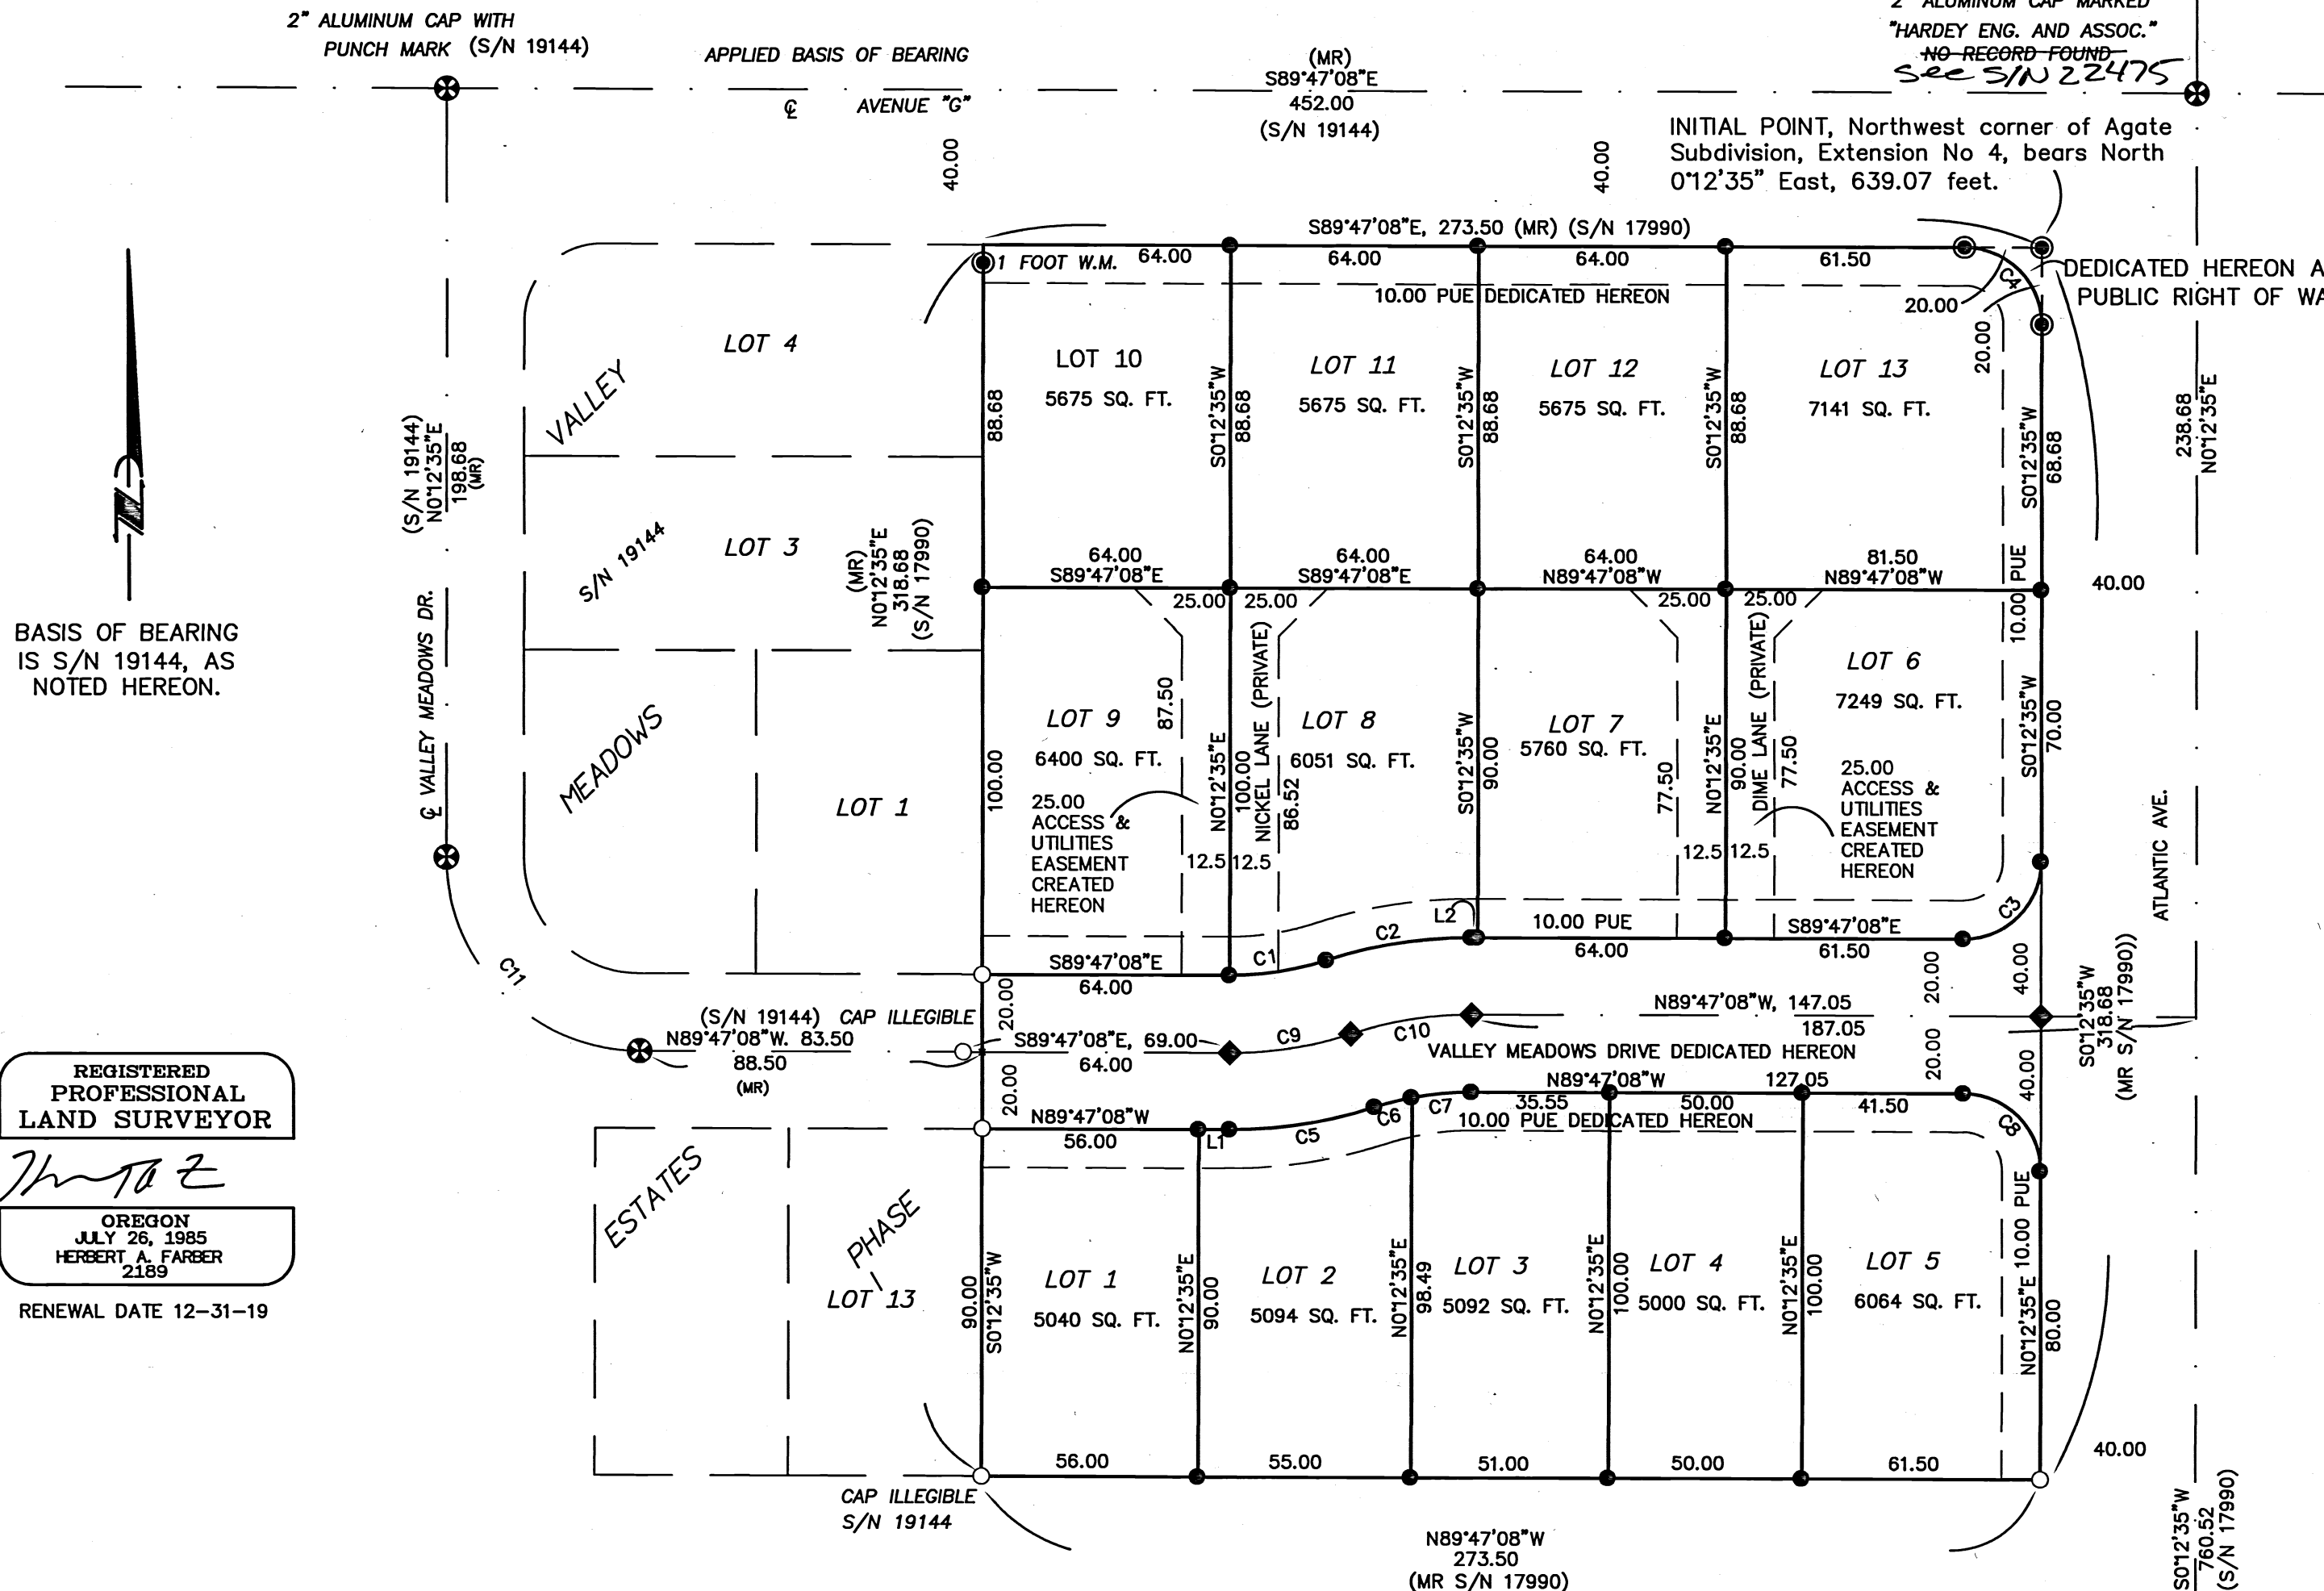 2" ALUMINUM CAP WITH
PUNCH MARK (S/N 19144)
APPLIED BASIS OF BEARING
(MR)
S89°47'08"E
452.00
(S/N 19144)
℄ AVENUE "G"
2" ALUMINUM CAP MARKED
"HARDEY ENG. AND ASSOC."
NO RECORD FOUND
See S/N 22475
INITIAL POINT, Northwest corner of Agate
Subdivision, Extension No 4, bears North
0°12'35" East, 639.07 feet.
40.00
40.00
S89°47'08"E, 273.50 (MR) (S/N 17990)
1 FOOT W.M.
64.00
64.00
64.00
61.50
10.00 PUE DEDICATED HEREON
C4
20.00
20.00
DEDICATED HEREON A
PUBLIC RIGHT OF WA
LOT 4
VALLEY
LOT 10
5675 SQ. FT.
LOT 11
5675 SQ. FT.
LOT 12
5675 SQ. FT.
LOT 13
7141 SQ. FT.
88.68
S0°12'35"W
88.68
S0°12'35"W
88.68
S0°12'35"W
88.68
S0°12'35"W
68.68
238.68
N0°12'35"E
(S/N 19144)
N0°12'35"E
198.68
(MR)
LOT 3
S/N 19144
(MR)
N0°12'35"E
318.68
(S/N 17990)
64.00
S89°47'08"E
64.00
S89°47'08"E
64.00
N89°47'08"W
81.50
N89°47'08"W
10.00 PUE
40.00
25.00
25.00
25.00
25.00
BASIS OF BEARING
IS S/N 19144, AS
NOTED HEREON.
℄ VALLEY MEADOWS DR.
MEADOWS
LOT 1
100.00
LOT 9
6400 SQ. FT.
25.00
ACCESS &
UTILITIES
EASEMENT
CREATED
HEREON
87.50
N0°12'35"E
100.00
NICKEL LANE (PRIVATE)
86.52
12.5
12.5
LOT 8
6051 SQ. FT.
S0°12'35"W
90.00
LOT 7
5760 SQ. FT.
77.50
N0°12'35"E
90.00
DIME LANE (PRIVATE)
77.50
12.5
12.5
LOT 6
7249 SQ. FT.
25.00
ACCESS &
UTILITIES
EASEMENT
CREATED
HEREON
S0°12'35"W
70.00
ATLANTIC AVE.
C3
L2
C2
C1
10.00 PUE
64.00
S89°47'08"E
61.50
S89°47'08"E
64.00
C11
(S/N 19144) CAP ILLEGIBLE
N89°47'08"W. 83.50
88.50
(MR)
20.00
S89°47'08"E, 69.00
64.00
20.00
C9
C10
N89°47'08"W, 147.05
187.05
VALLEY MEADOWS DRIVE DEDICATED HEREON
20.00
20.00
40.00
40.00
S0°12'35"W
318.68
(MR S/N 17990))
N89°47'08"W
56.00
L1
C5
C6
C7
N89°47'08"W
127.05
35.55
50.00
41.50
10.00 PUE DEDICATED HEREON
C8
REGISTERED
PROFESSIONAL
LAND SURVEYOR
OREGON
JULY 26, 1985
HERBERT A. FARBER
2189
RENEWAL DATE 12-31-19
ESTATES
PHASE
1
LOT 13
90.00
S0°12'35"W
LOT 1
5040 SQ. FT.
N0°12'35"E
90.00
LOT 2
5094 SQ. FT.
N0°12'35"E
98.49
LOT 3
5092 SQ. FT.
N0°12'35"E
100.00
LOT 4
5000 SQ. FT.
N0°12'35"E
100.00
LOT 5
6064 SQ. FT.
N0°12'35"E
80.00
10.00 PUE
56.00
55.00
51.00
50.00
61.50
40.00
CAP ILLEGIBLE
S/N 19144
N89°47'08"W
273.50
(MR S/N 17990)
S0°12'35"W
760.52
(S/N 17990)